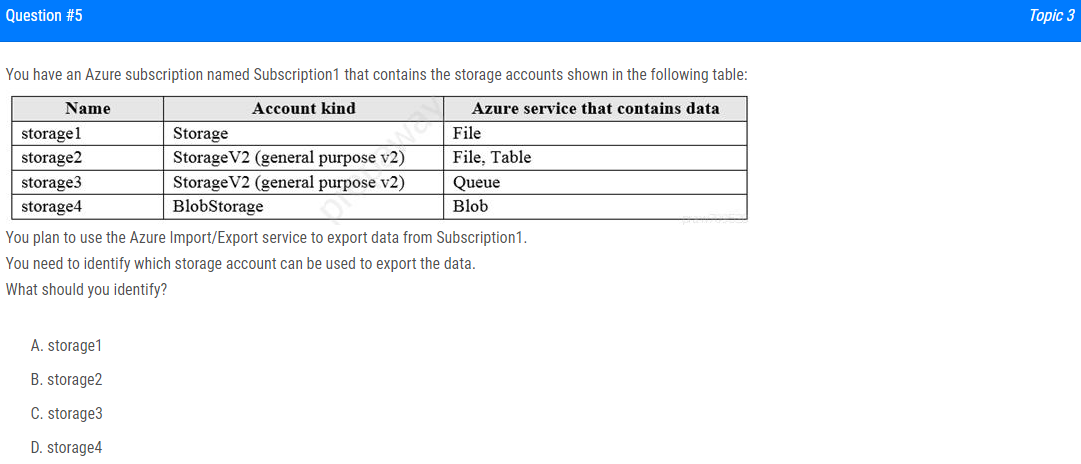 Question #5 Topic 3
You have an Azure subscription named Subscription1 that contains the storage accounts shown in the following table:
Name Account kind Azure service that contains data
storage1 Storage File
storage2 StorageV2 (general purpose v2) File, Table
storage3 StorageV2 (general purpose v2) Queue
storage4 BlobStorage Blob
You plan to use the Azure Import/Export service to export data from Subscription1.
You need to identify which storage account can be used to export the data.
What should you identify?
A. storage1
B. storage2
C. storage3
D. storage4